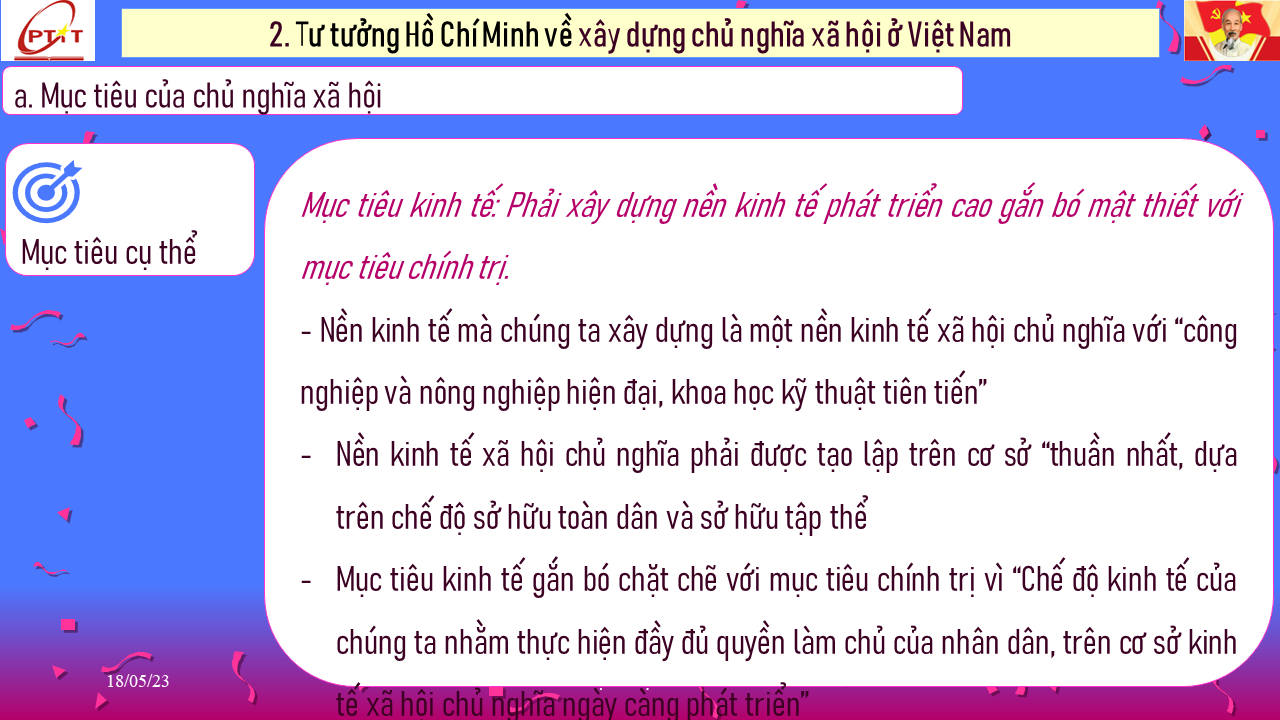 PTIT
2. Tư tưởng Hồ Chí Minh về xây dựng chủ nghĩa xã hội ở Việt Nam
a. Mục tiêu của chủ nghĩa xã hội
Mục tiêu cụ thể
Mục tiêu kinh tế: Phải xây dựng nền kinh tế phát triển cao gắn bó mật thiết với
mục tiêu chính trị.
- Nền kinh tế mà chúng ta xây dựng là một nền kinh tế xã hội chủ nghĩa với “công
nghiệp và nông nghiệp hiện đại, khoa học kỹ thuật tiên tiến”
- Nền kinh tế xã hội chủ nghĩa phải được tạo lập trên cơ sở “thuần nhất, dựa
trên chế độ sở hữu toàn dân và sở hữu tập thể
- Mục tiêu kinh tế gắn bó chặt chẽ với mục tiêu chính trị vì “Chế độ kinh tế của
chúng ta nhằm thực hiện đầy đủ quyền làm chủ của nhân dân, trên cơ sở kinh
tế xã hội chủ nghĩa ngày càng phát triển”
18/05/23